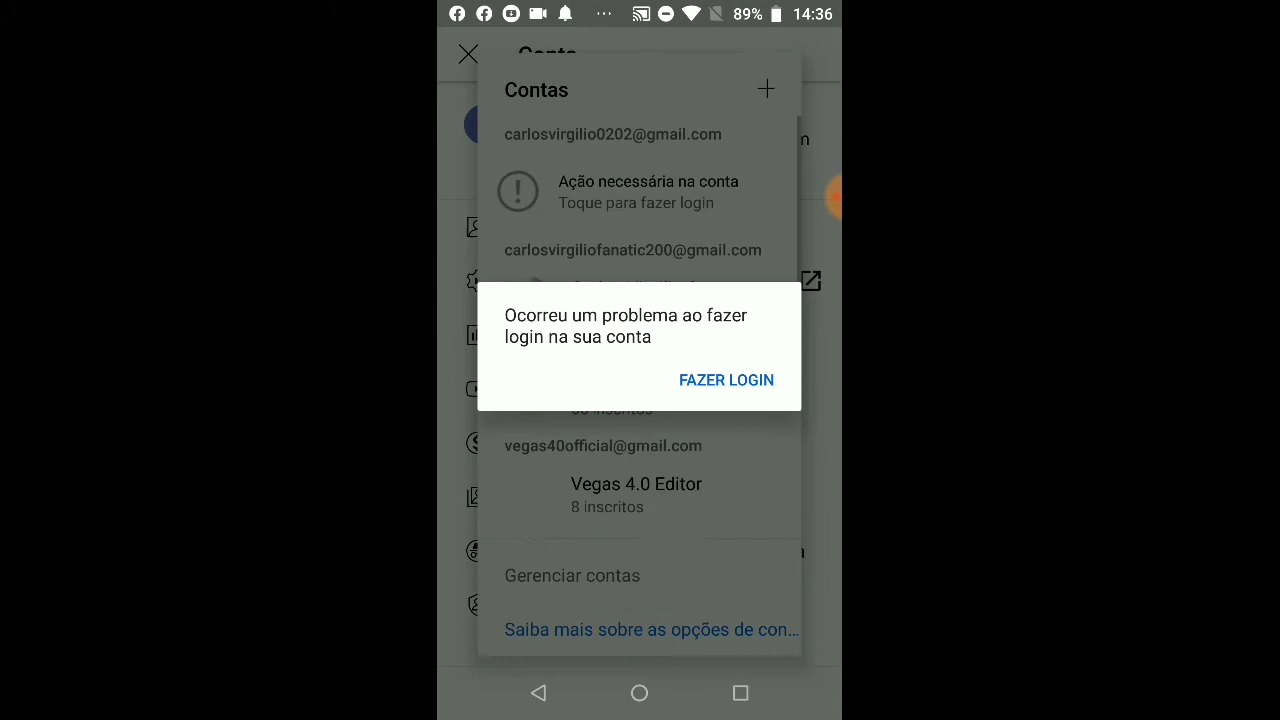 89% 14:36
Conta
Contas
carlosvirgilio0202@gmail.com
Ação necessária na conta
Toque para fazer login
carlosvirgiliofanatic200@gmail.com
Ocorreu um problema ao fazer
login na sua conta
FAZER LOGIN
inscritos
vegas40official@gmail.com
Vegas 4.0 Editor
8 inscritos
Gerenciar contas
Saiba mais sobre as opções de con...